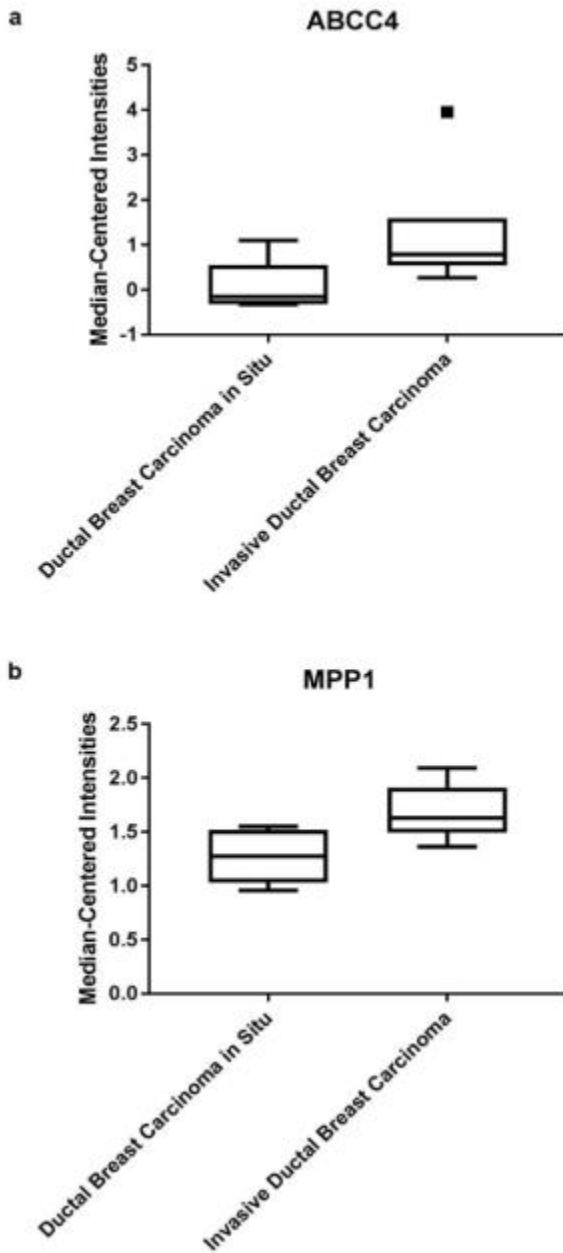 a
ABCC4
Median-Centered Intensities
5
4
3
2
1
0
-1
Ductal Breast Carcinoma in Situ
Invasive Ductal Breast Carcinoma
b
MPP1
Median-Centered Intensities
2.5
2.0
1.5
1.0
0.5
0.0
Ductal Breast Carcinoma in Situ
Invasive Ductal Breast Carcinoma